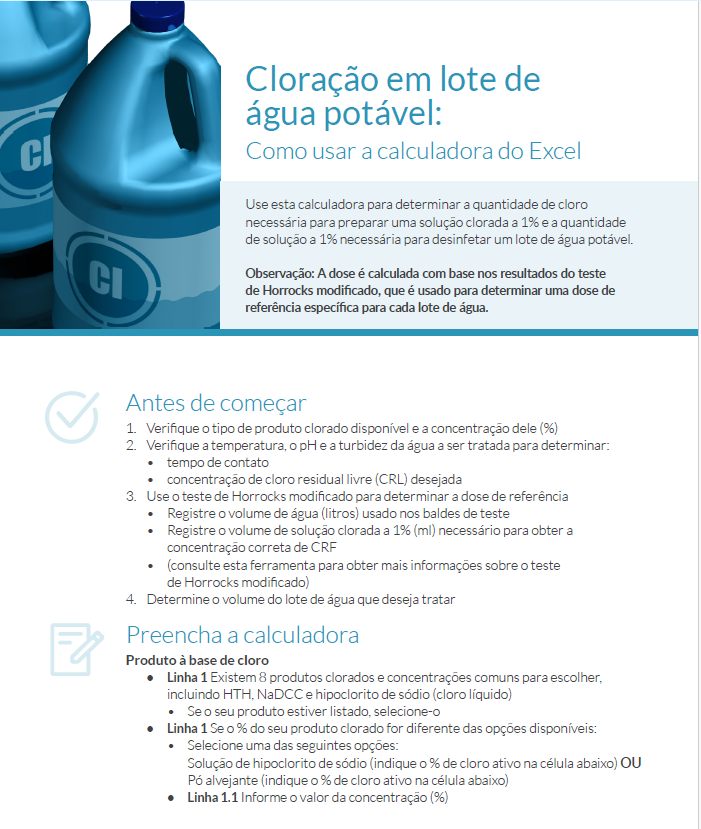 Cl
Cl
Cloração em lote de
água potável:
Como usar a calculadora do Excel
Use esta calculadora para determinar a quantidade de cloro
necessária para preparar uma solução clorada a 1% e a quantidade
de solução a 1% necessária para desinfetar um lote de água potável.
Observação: A dose é calculada com base nos resultados do teste
de Horrocks modificado, que é usado para determinar uma dose de
referência específica para cada lote de água.
Antes de começar
1. Verifique o tipo de produto clorado disponível e a concentração dele (%)
2. Verifique a temperatura, o pH e a turbidez da água a ser tratada para determinar:
• tempo de contato
• concentração de cloro residual livre (CRL) desejada
3. Use o teste de Horrocks modificado para determinar a dose de referência
• Registre o volume de água (litros) usado nos baldes de teste
• Registre o volume de solução clorada a 1% (ml) necessário para obter a
concentração correta de CRF
• (consulte esta ferramenta para obter mais informações sobre o teste
de Horrocks modificado)
4. Determine o volume do lote de água que deseja tratar
Preencha a calculadora
Produto à base de cloro
• Linha 1 Existem 8 produtos clorados e concentrações comuns para escolher,
incluindo HTH, NaDCC e hipoclorito de sódio (cloro líquido)
• Se o seu produto estiver listado, selecione-o
• Linha 1 Se o % do seu produto clorado for diferente das opções disponíveis:
• Selecione uma das seguintes opções:
Solução de hipoclorito de sódio (indique o % de cloro ativo na célula abaixo) OU
Pó alvejante (indique o % de cloro ativo na célula abaixo)
• Linha 1.1 Informe o valor da concentração (%)